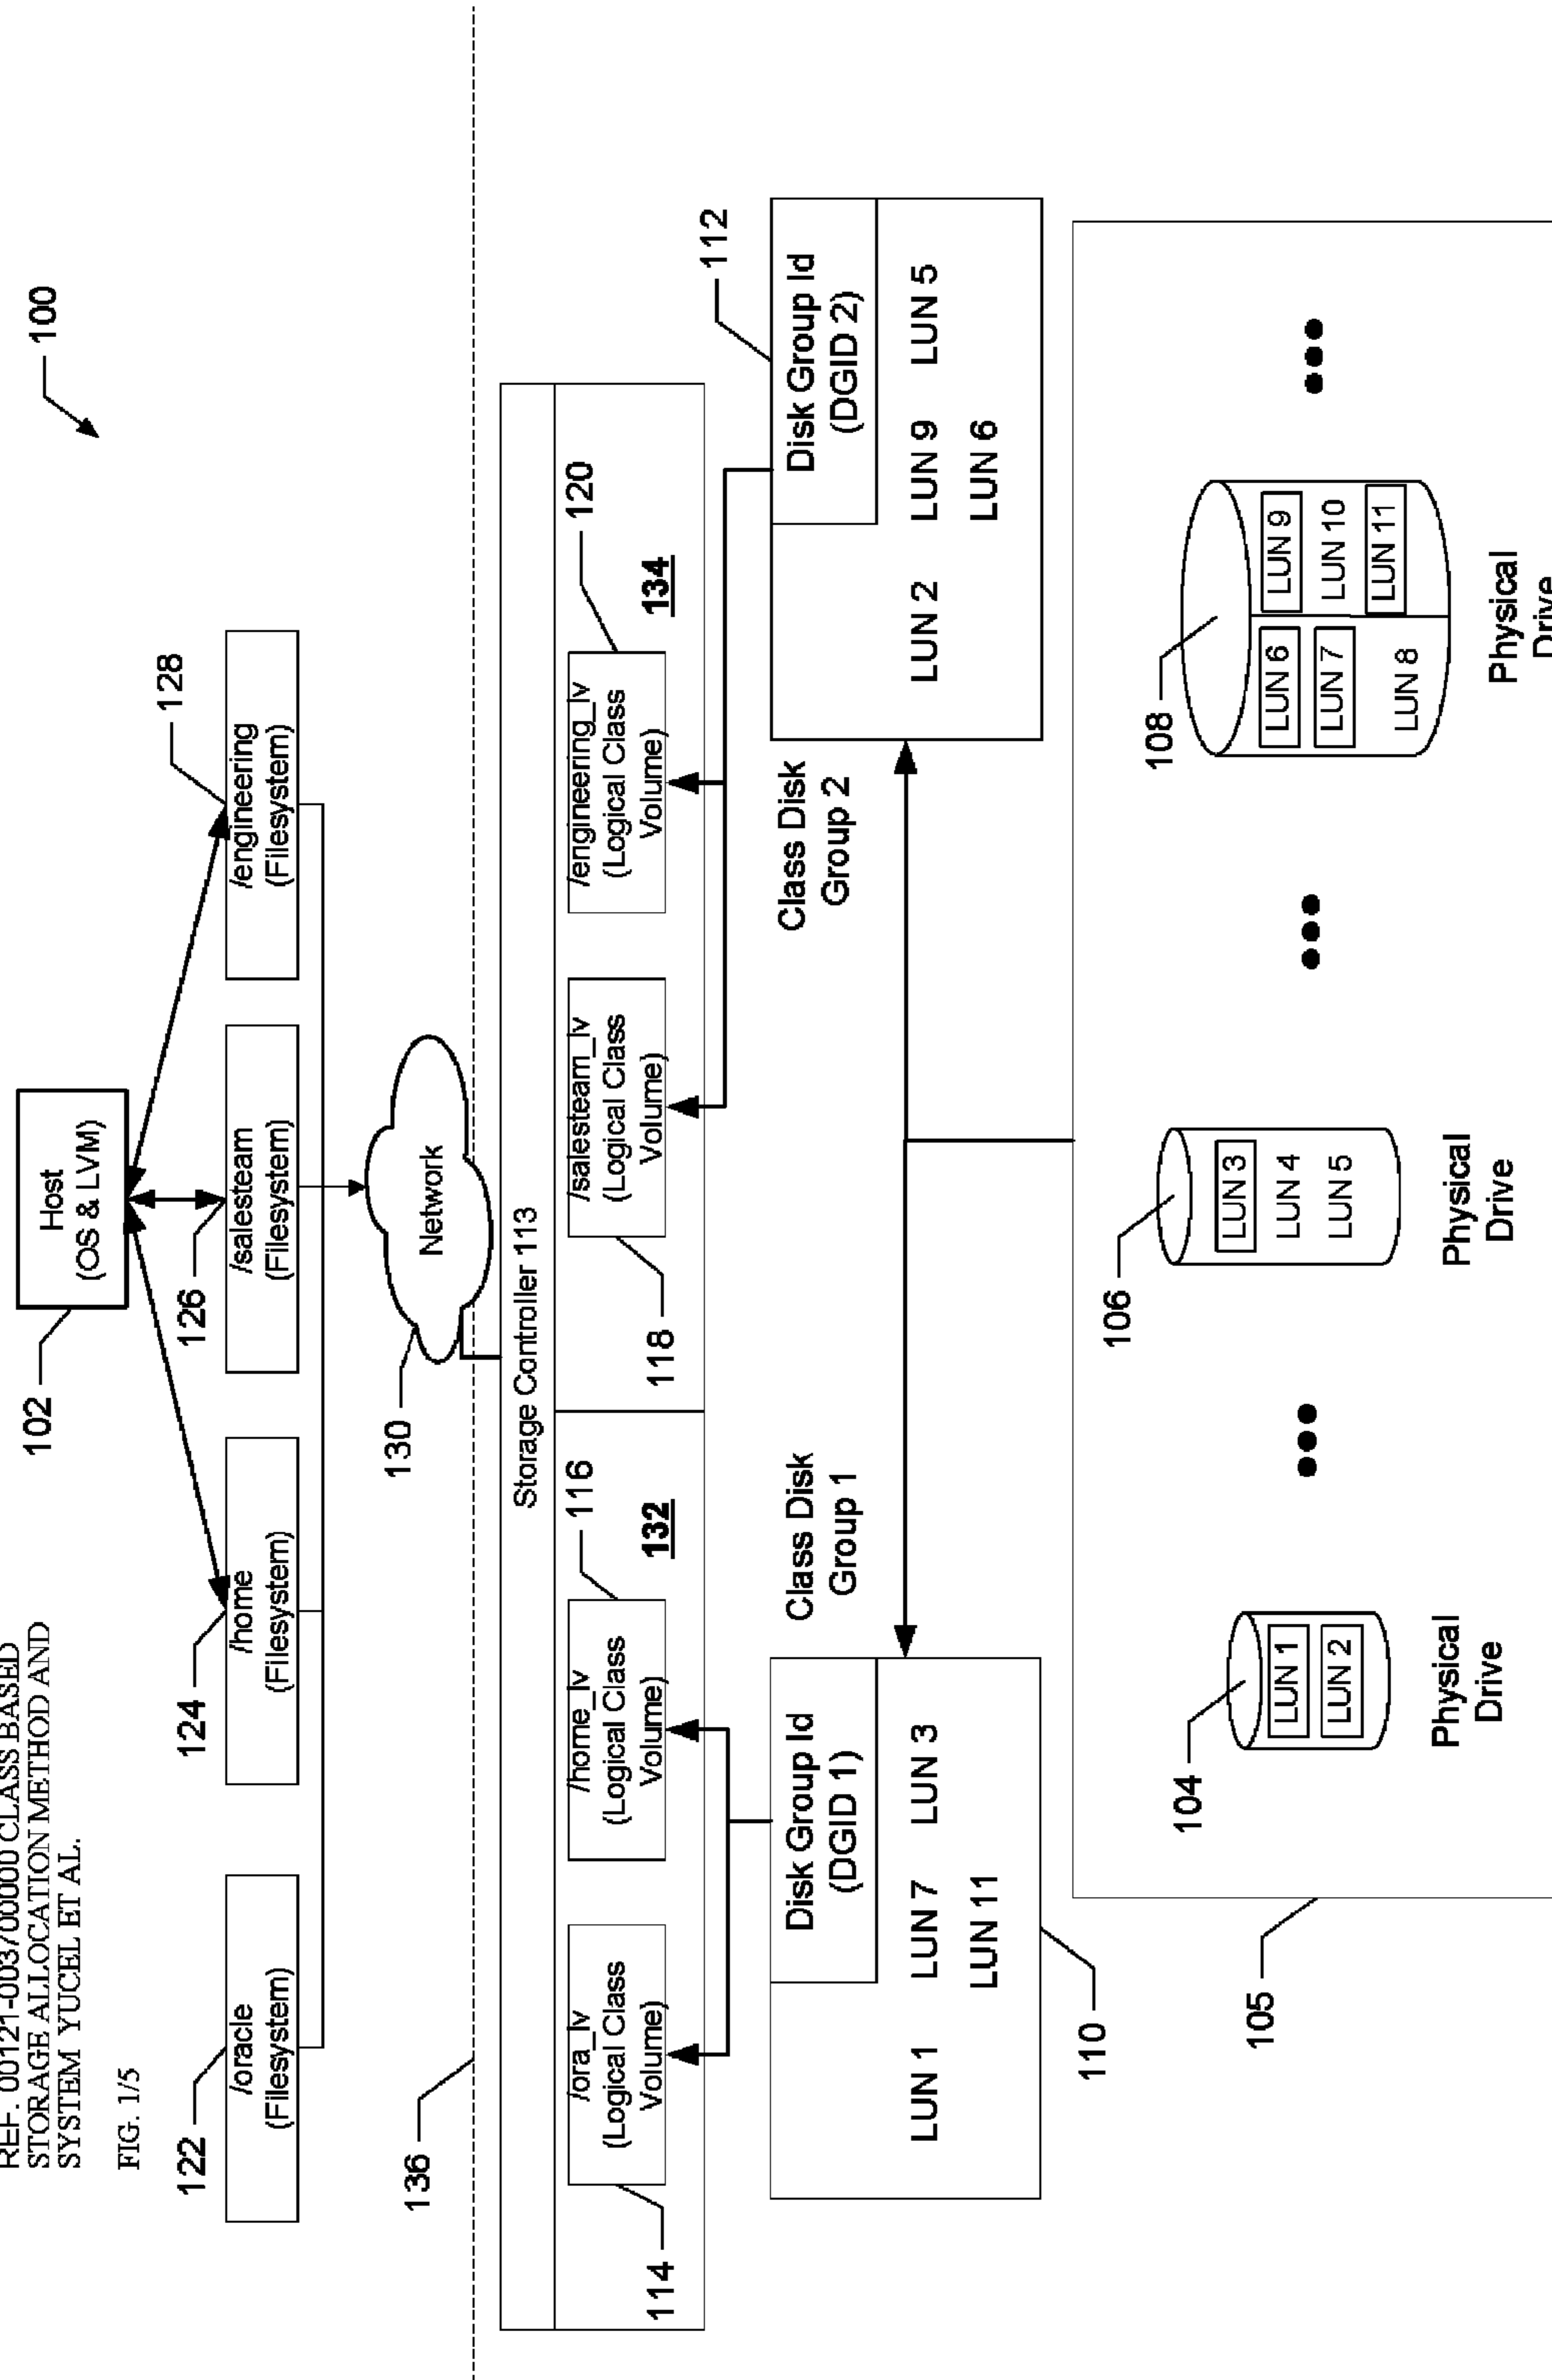 REF. 00121-003700000 CLASS BASED
STORAGE ALLOCATION METHOD AND
SYSTEM YUCEL ET AL.
FIG. 1/5
100
102
Host
(OS & LVM)
122
/oracle
(Filesystem)
124
/home
(Filesystem)
126
/salesteam
(Filesystem)
128
/engineering
(Filesystem)
130
Network
136
Storage Controller 113
114
/ora_lv
(Logical Class
Volume)
116
/home_lv
(Logical Class
Volume)
132
118
/salesteam_lv
(Logical Class
Volume)
120
/engineering_lv
(Logical Class
Volume)
134
Class Disk
Group 1
Disk Group Id
(DGID 1)
LUN 1
LUN 7
LUN 3
LUN 11
110
Class Disk
Group 2
112
Disk Group Id
(DGID 2)
LUN 2
LUN 9
LUN 5
LUN 6
105
104
LUN 1
LUN 2
Physical
Drive
106
LUN 3
LUN 4
LUN 5
Physical
Drive
108
LUN 6
LUN 7
LUN 8
LUN 9
LUN 10
LUN 11
Physical
Drive